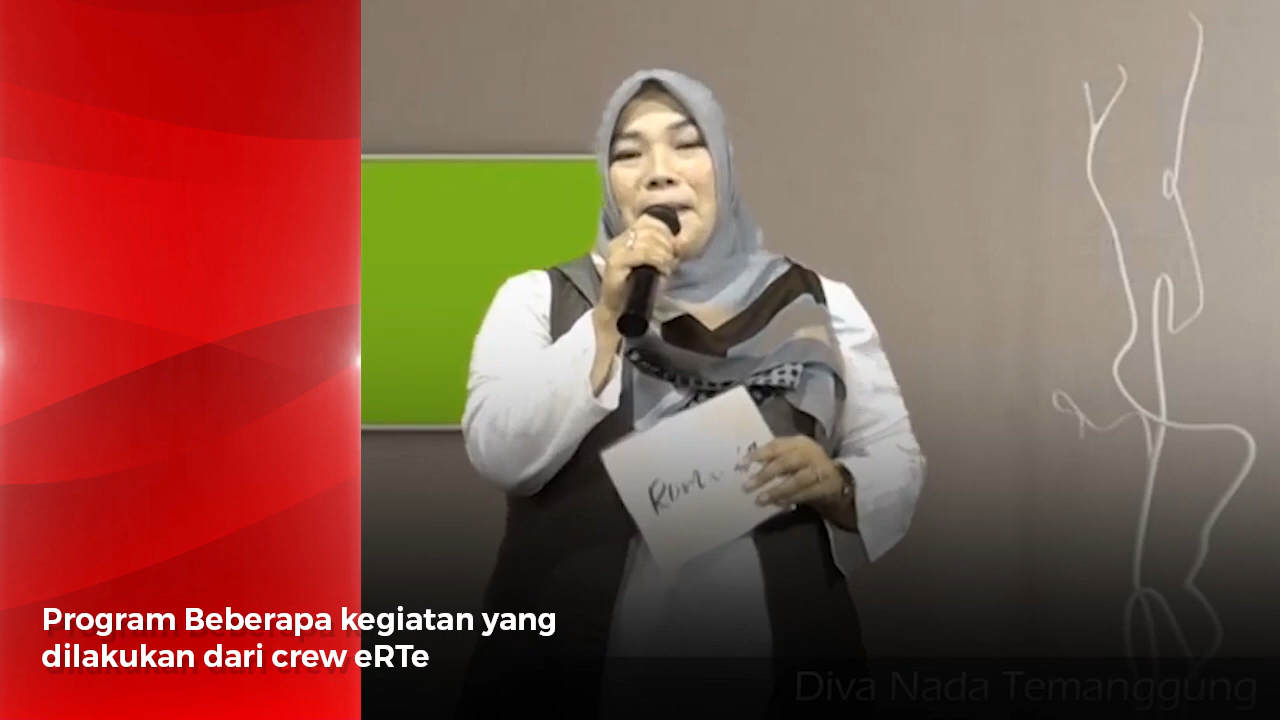 Program Beberapa kegiatan yang
dilakukan dari crew eRTe
Diva Nada Temanggung